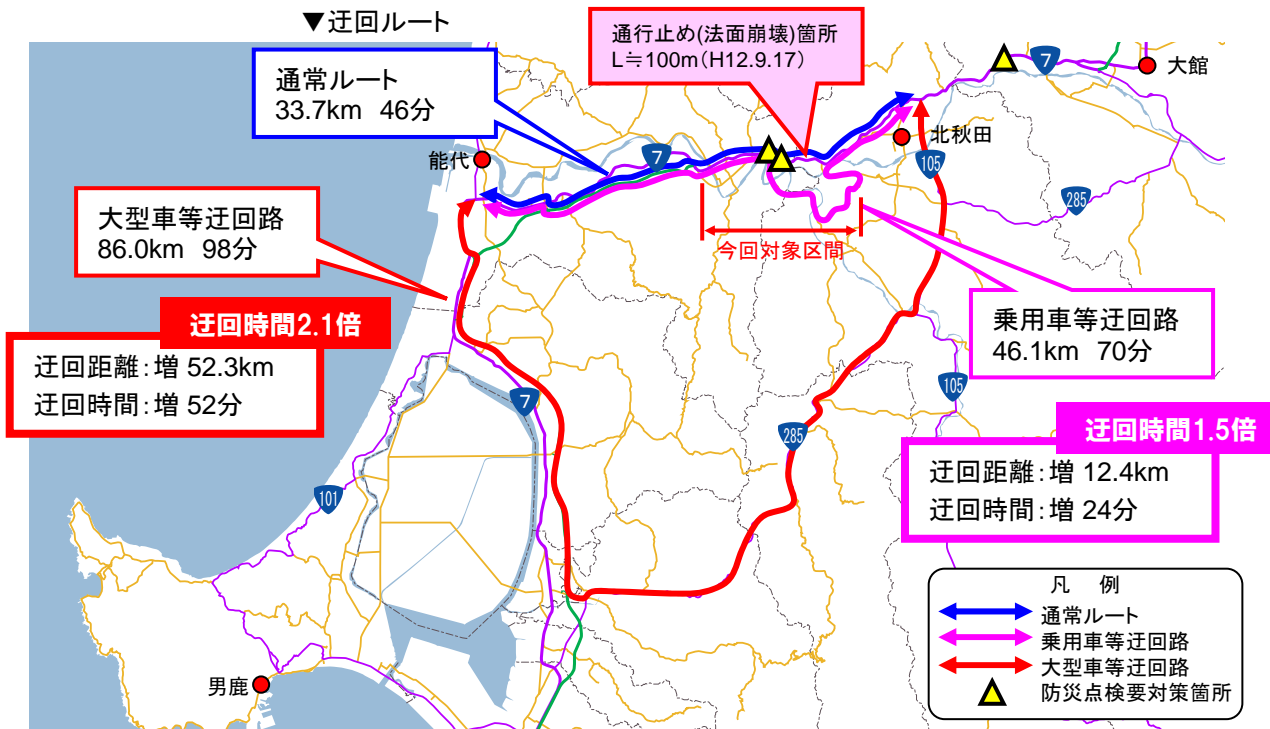 ▼迂回ルート
通行止め(法面崩壊)箇所
L≒100m(H12.9.17)
7
大館
通常ルート
33.7km 46分
能代
7
北秋田
105
285
大型車等迂回路
86.0km 98分
今回対象区間
迂回時間2.1倍
迂回距離:増 52.3km
迂回時間:増 52分
乗用車等迂回路
46.1km 70分
7
105
285
迂回時間1.5倍
迂回距離:増 12.4km
迂回時間:増 24分
101
男鹿
凡 例
通常ルート
乗用車等迂回路
大型車等迂回路
防災点検要対策箇所